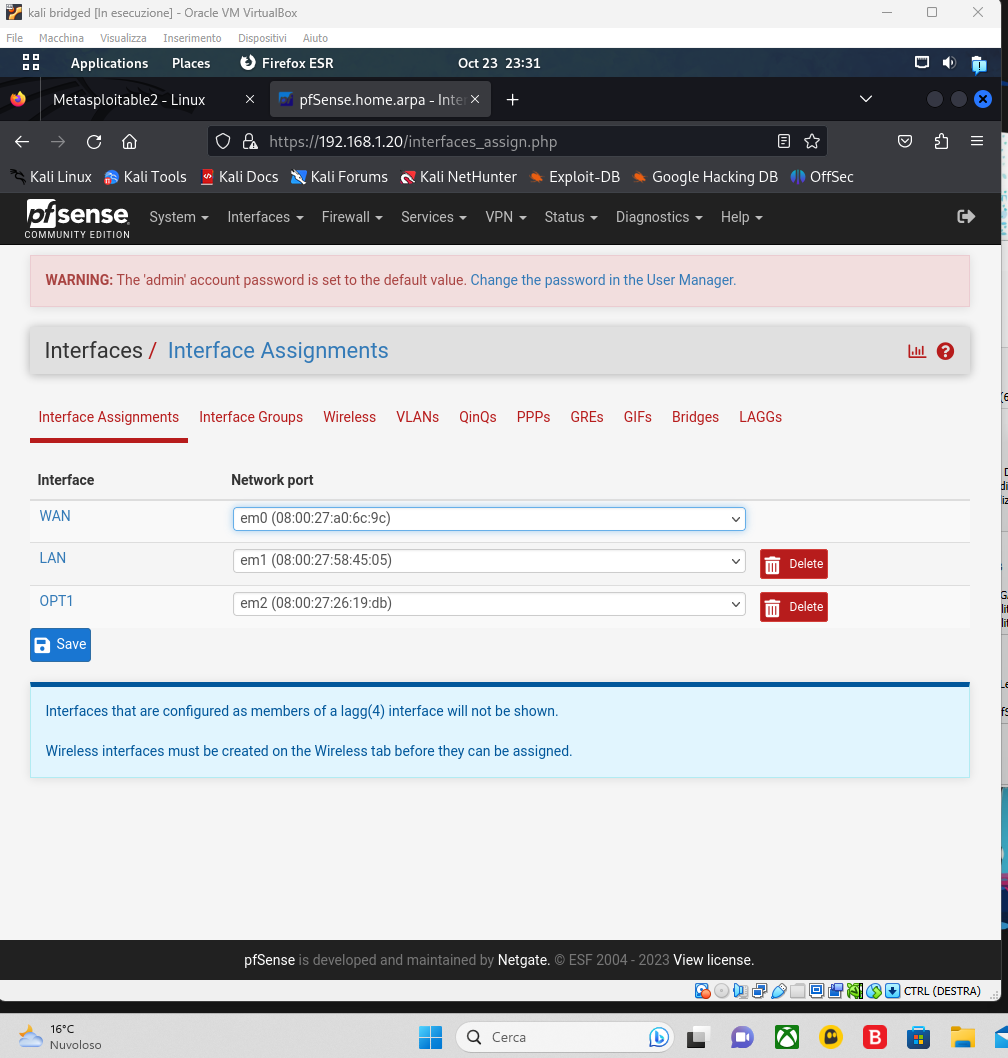 kali bridged [In esecuzione] - Oracle VM VirtualBox
File Macchina Visualizza Inserimento Dispositivi Aiuto
Applications Places Firefox ESR Oct 23 23:31
Metasploitable2 - Linux pfSense.home.arpa - Inter
https://192.168.1.20/interfaces_assign.php
Kali Linux Kali Tools Kali Docs Kali Forums Kali NetHunter Exploit-DB Google Hacking DB OffSec
pfsense System Interfaces Firewall Services VPN Status Diagnostics Help
COMMUNITY EDITION
WARNING: The 'admin' account password is set to the default value. Change the password in the User Manager.
Interfaces / Interface Assignments
Interface Assignments Interface Groups Wireless VLANs QinQs PPPs GREs GIFs Bridges LAGGs
Interface Network port
WAN em0 (08:00:27:a0:6c:9c)
LAN em1 (08:00:27:58:45:05) Delete
OPT1 em2 (08:00:27:26:19:db) Delete
Save
Interfaces that are configured as members of a lagg(4) interface will not be shown.
Wireless interfaces must be created on the Wireless tab before they can be assigned.
pfSense is developed and maintained by Netgate. © ESF 2004 - 2023 View license.
CTRL (DESTRA)
16°C
Nuvoloso
Cerca